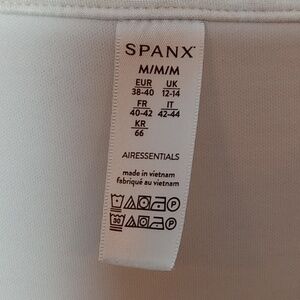 SPANX
M/M/M
EUR UK
38-40 12-14
FR IT
40-42 42-44
KR
66
AIRESSENTIALS
made in vietnam
fabriqué au vietnam
30